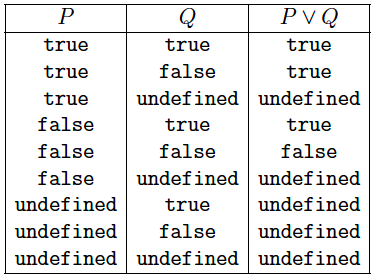 P Q P ∨ Q
true true true
true false true
true undefined undefined
false true true
false false false
false undefined undefined
undefined true undefined
undefined false undefined
undefined undefined undefined